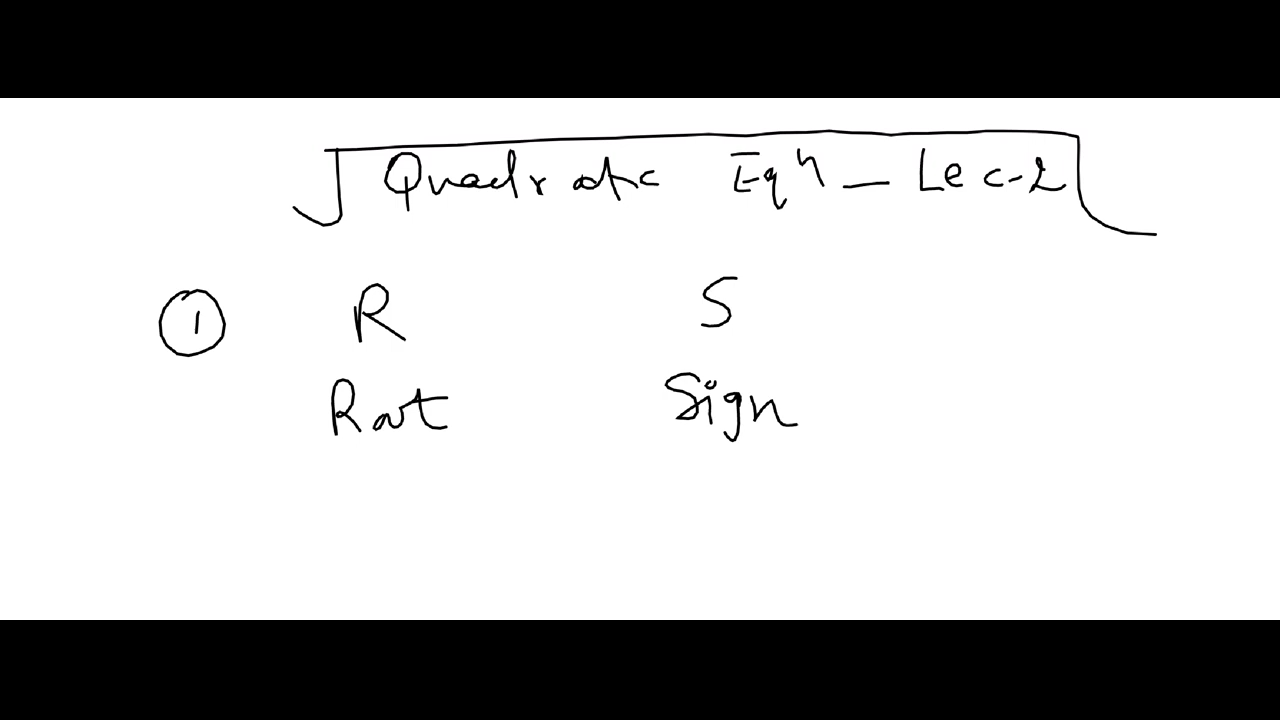 Quadratic Eqⁿ — Lec-2
① R S
Rat Sign